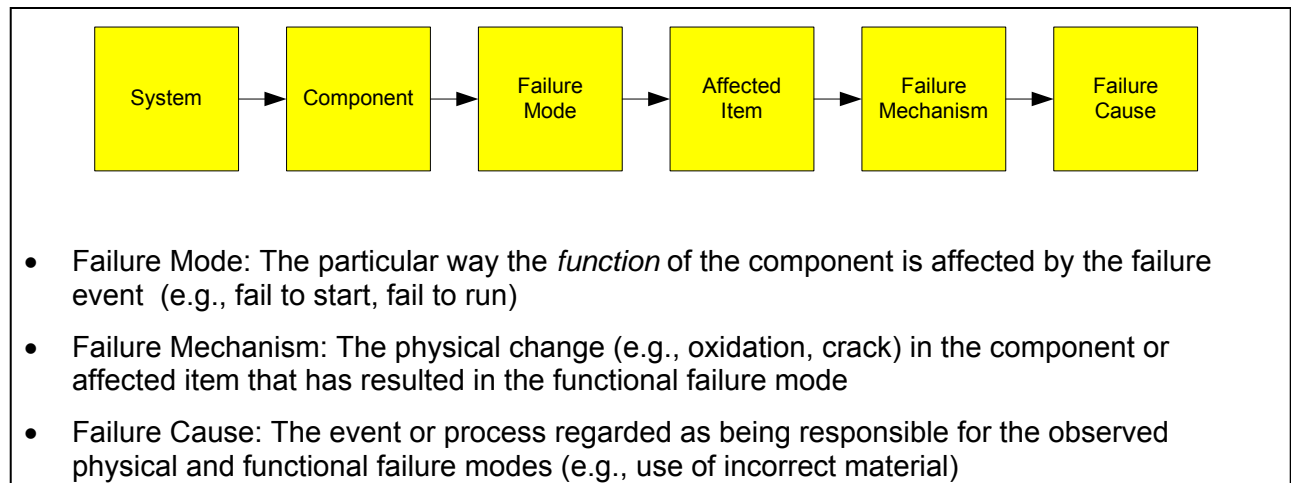 System
Component
Failure
Mode
Affected
Item
Failure
Mechanism
Failure
Cause
• Failure Mode: The particular way the function of the component is affected by the failure
event (e.g., fail to start, fail to run)
• Failure Mechanism: The physical change (e.g., oxidation, crack) in the component or
affected item that has resulted in the functional failure mode
• Failure Cause: The event or process regarded as being responsible for the observed
physical and functional failure modes (e.g., use of incorrect material)